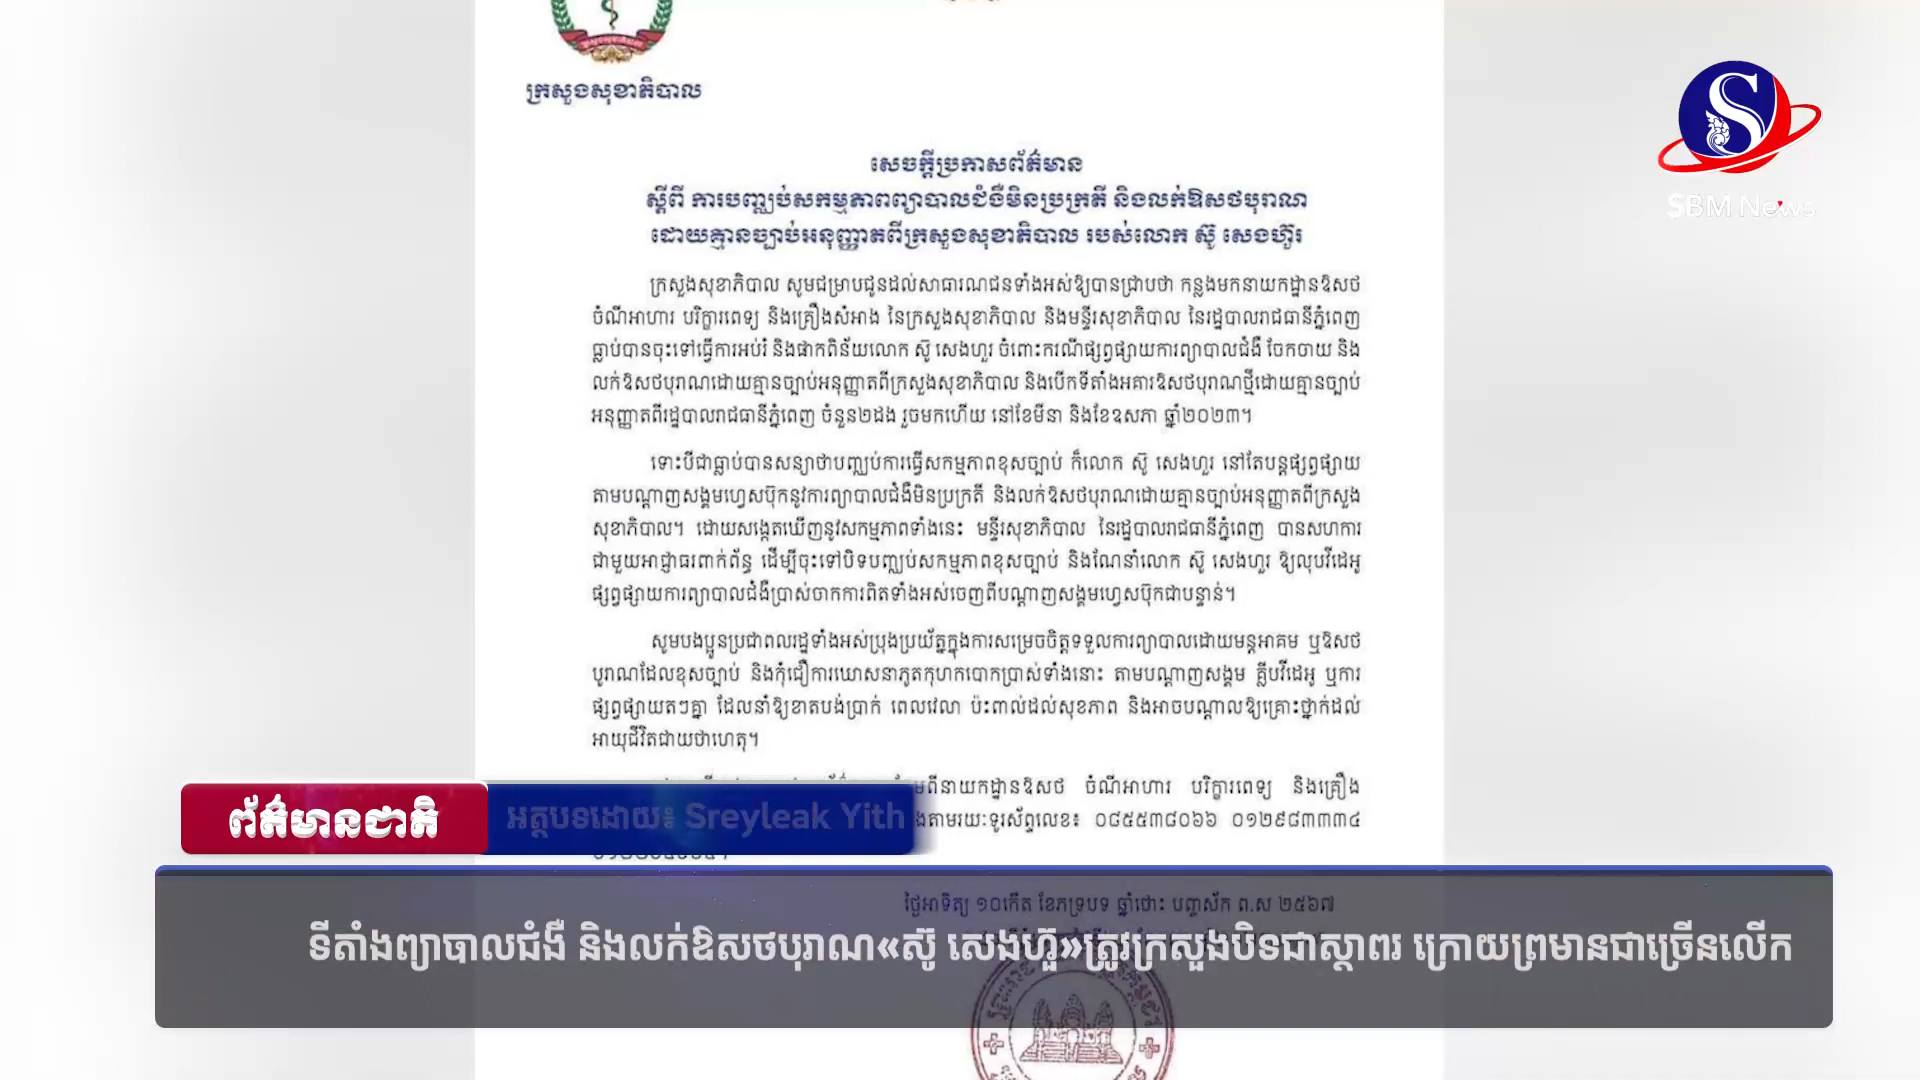 ក្រសួងសុខាភិបាល
SBM News
សេចក្តីប្រកាសព័ត៌មាន
ស្តីពី ការបញ្ឈប់សកម្មភាពព្យាបាលជំងឺមិនប្រក្រតី និងលក់ឱសថបុរាណ
ដោយគ្មានច្បាប់អនុញ្ញាតពីក្រសួងសុខាភិបាល របស់លោក ស៊ូ សេងហ៊ួរ
ក្រសួងសុខាភិបាល សូមជម្រាបជូនដល់សាធារណជនទាំងអស់ឱ្យបានជ្រាបថា កន្លងមកនាយកដ្ឋានឱសថ
ចំណីអាហារ បរិក្ខារពេទ្យ និងគ្រឿងសំអាង នៃក្រសួងសុខាភិបាល និងមន្ទីរសុខាភិបាល នៃរដ្ឋបាលរាជធានីភ្នំពេញ
ធ្លាប់បានចុះទៅធ្វើការអប់រំ និងផាកពិន័យលោក ស៊ូ សេងហួរ ចំពោះករណីផ្សព្វផ្សាយការព្យាបាលជំងឺ ចែកចាយ និង
លក់ឱសថបុរាណដោយគ្មានច្បាប់អនុញ្ញាតពីក្រសួងសុខាភិបាល និងបើកទីតាំងអគារឱសថបុរាណថ្មីដោយគ្មានច្បាប់
អនុញ្ញាតពីរដ្ឋបាលរាជធានីភ្នំពេញ ចំនួន២ដង រួចមកហើយ នៅខែមីនា និងខែឧសភា ឆ្នាំ២០២៣។
ទោះបីជាធ្លាប់បានសន្យាថាបញ្ឈប់ការធ្វើសកម្មភាពខុសច្បាប់ ក៏លោក ស៊ូ សេងហួរ នៅតែបន្តផ្សព្វផ្សាយ
តាមបណ្តាញសង្គមហ្វេសប៊ុកនូវការព្យាបាលជំងឺមិនប្រក្រតី និងលក់ឱសថបុរាណដោយគ្មានច្បាប់អនុញ្ញាតពីក្រសួង
សុខាភិបាល។ ដោយសង្កេតឃើញនូវសកម្មភាពទាំងនេះ មន្ទីរសុខាភិបាល នៃរដ្ឋបាលរាជធានីភ្នំពេញ បានសហការ
ជាមួយអាជ្ញាធរពាក់ព័ន្ធ ដើម្បីចុះទៅបិទបញ្ឈប់សកម្មភាពខុសច្បាប់ និងណែនាំលោក ស៊ូ សេងហួរ ឱ្យលុបវីដេអូ
ផ្សព្វផ្សាយការព្យាបាលជំងឺប្រាស់ចាកការពិតទាំងអស់ចេញពីបណ្តាញសង្គមហ្វេសប៊ុកជាបន្ទាន់។
សូមបងប្អូនប្រជាពលរដ្ឋទាំងអស់ប្រុងប្រយ័ត្នក្នុងការសម្រេចចិត្តទទួលការព្យាបាលដោយមន្តអាគម ឬឱសថ
បូរាណដែលខុសច្បាប់ និងកុំជឿការឃោសនាភូតកុហកបោកប្រាស់ទាំងនោះ តាមបណ្តាញសង្គម ក្លីបវីដេអូ ឬការ
ផ្សព្វផ្សាយតៗគ្នា ដែលនាំឱ្យខាតបង់ប្រាក់ ពេលវេលា ប៉ះពាល់ដល់សុខភាព និងអាចបណ្តាលឱ្យគ្រោះថ្នាក់ដល់
អាយុជីវិតជាយថាហេតុ។
ពីនាយកដ្ឋានឱសថ ចំណីអាហារ បរិក្ខារពេទ្យ និងគ្រឿង
តាមរយៈទូរស័ព្ទលេខ៖ ០៨៥៥៣៨០៦៦ ០១២៩៨៣៣៣៤
ព័ត៌មានជាតិ
អត្តបទដោយ៖ Sreyleak Yith
ថ្ងៃអាទិត្យ ១០កើត ខែភទ្របទ ឆ្នាំថោះ បញ្ចស័ក ព.ស ២៥៦៧
ទីតាំងព្យាបាលជំងឺ និងលក់ឱសថបុរាណ«ស៊ូ សេងហ៊ួ»ត្រូវក្រសួងបិទជាស្ថាពរ ក្រោយព្រមានជាច្រើនលើក